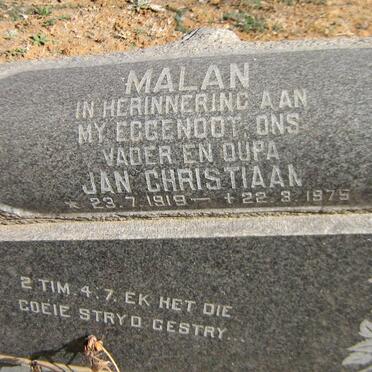 MALAN
IN HERINNERING AAN
MY EGGENOOT, ONS
VADER EN OUPA
JAN CHRISTIAAN
* 23.7.1919 — + 22.8.1975
2 TIM. 4:7. EK HET DIE
GOEIE STRYD GESTRY...